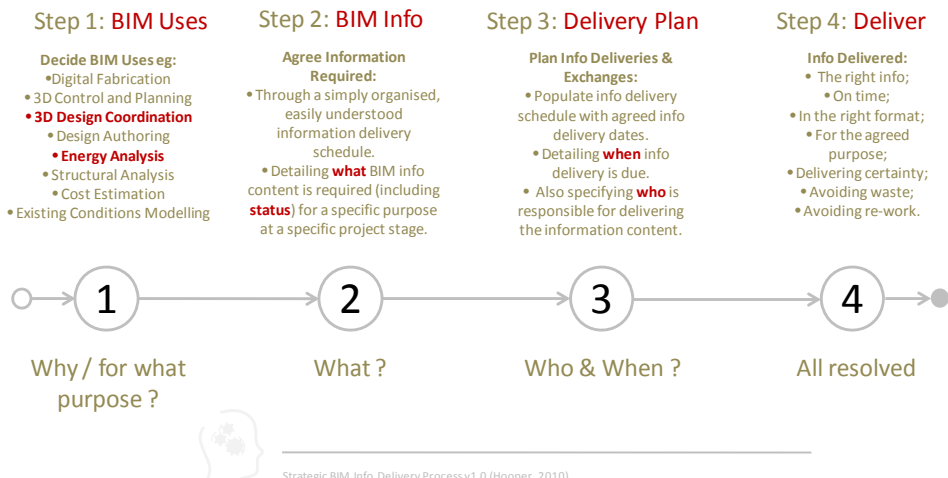 Step 1: BIM Uses
Decide BIM Uses eg:
•Digital Fabrication
• 3D Control and Planning
• 3D Design Coordination
• Design Authoring
• Energy Analysis
• Structural Analysis
• Cost Estimation
• Existing Conditions Modelling
Step 2: BIM Info
Agree Information
Required:
• Through a simply organised,
easily understood
information delivery
schedule.
• Detailing what BIM info
content is required (including
status) for a specific purpose
at a specific project stage.
Step 3: Delivery Plan
Plan Info Deliveries &
Exchanges:
• Populate info delivery
schedule with agreed info
delivery dates.
• Detailing when info
delivery is due.
• Also specifying who is
responsible for delivering
the information content.
Step 4: Deliver
Info Delivered:
• The right info;
• On time;
• In the right format;
• For the agreed
purpose;
• Delivering certainty;
• Avoiding waste;
• Avoiding re-work.
1
2
3
4
Why / for what
purpose ?
What ?
Who & When ?
All resolved
Strategic BIM Info Delivery Process v1.0 (Hooper, 2010)